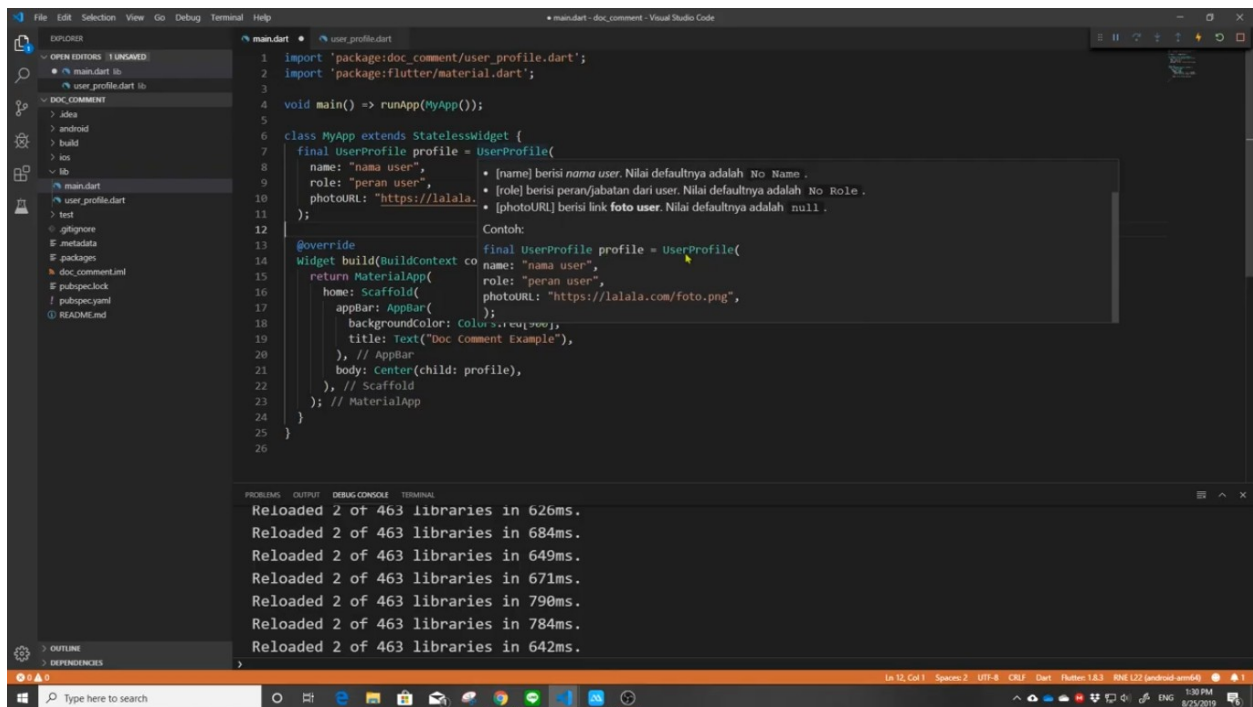 File Edit Selection View Go Debug Terminal Help
● main.dart - doc_comment - Visual Studio Code
EXPLORER
OPEN EDITORS 1 UNSAVED
● main.dart lib
user_profile.dart lib
DOC_COMMENT
> .idea
> android
> build
> ios
lib
main.dart
user_profile.dart
> test
.gitignore
.metadata
.packages
doc_comment.iml
pubspec.lock
pubspec.yaml
README.md
> OUTLINE
> DEPENDENCIES
main.dart ● user_profile.dart
1 import 'package:doc_comment/user_profile.dart';
2 import 'package:flutter/material.dart';
3
4 void main() => runApp(MyApp());
5
6 class MyApp extends StatelessWidget {
7 final UserProfile profile = UserProfile(
8 name: "nama user",
9 role: "peran user",
10 photoURL: "https://lalala.
11 );
12
13 @override
14 Widget build(BuildContext co
15 return MaterialApp(
16 home: Scaffold(
17 appBar: AppBar(
18 backgroundColor: Colors.red[900],
19 title: Text("Doc Comment Example"),
20 ), // AppBar
21 body: Center(child: profile),
22 ), // Scaffold
23 ); // MaterialApp
24 }
25 }
26
• [name] berisi nama user. Nilai defaultnya adalah No Name .
• [role] berisi peran/jabatan dari user. Nilai defaultnya adalah No Role .
• [photoURL] berisi link foto user. Nilai defaultnya adalah null .
Contoh:
final UserProfile profile = UserProfile(
name: "nama user",
role: "peran user",
photoURL: "https://lalala.com/foto.png",
);
PROBLEMS OUTPUT DEBUG CONSOLE TERMINAL
Reloaded 2 of 463 libraries in 626ms.
Reloaded 2 of 463 libraries in 684ms.
Reloaded 2 of 463 libraries in 649ms.
Reloaded 2 of 463 libraries in 671ms.
Reloaded 2 of 463 libraries in 790ms.
Reloaded 2 of 463 libraries in 784ms.
Reloaded 2 of 463 libraries in 642ms.
0 0
Ln 12, Col 1 Spaces: 2 UTF-8 CRLF Dart Flutter: 1.8.3 RNE L22 (android-arm64) 1
Type here to search
ENG
1:30 PM
8/25/2019